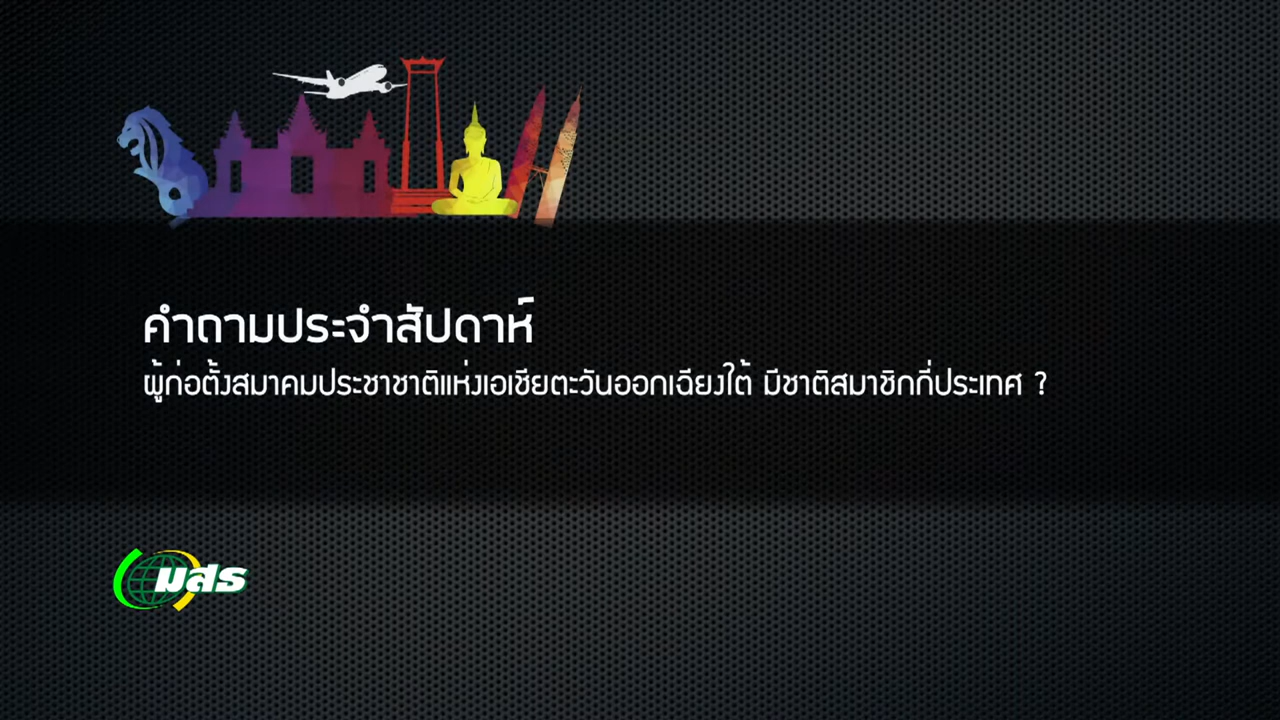 คำถามประจำสัปดาห์
ผู้ก่อตั้งสมาคมประชาชาติแห่งเอเชียตะวันออกเฉียงใต้ มีชาติสมาชิกกี่ประเทศ ?
มสธ